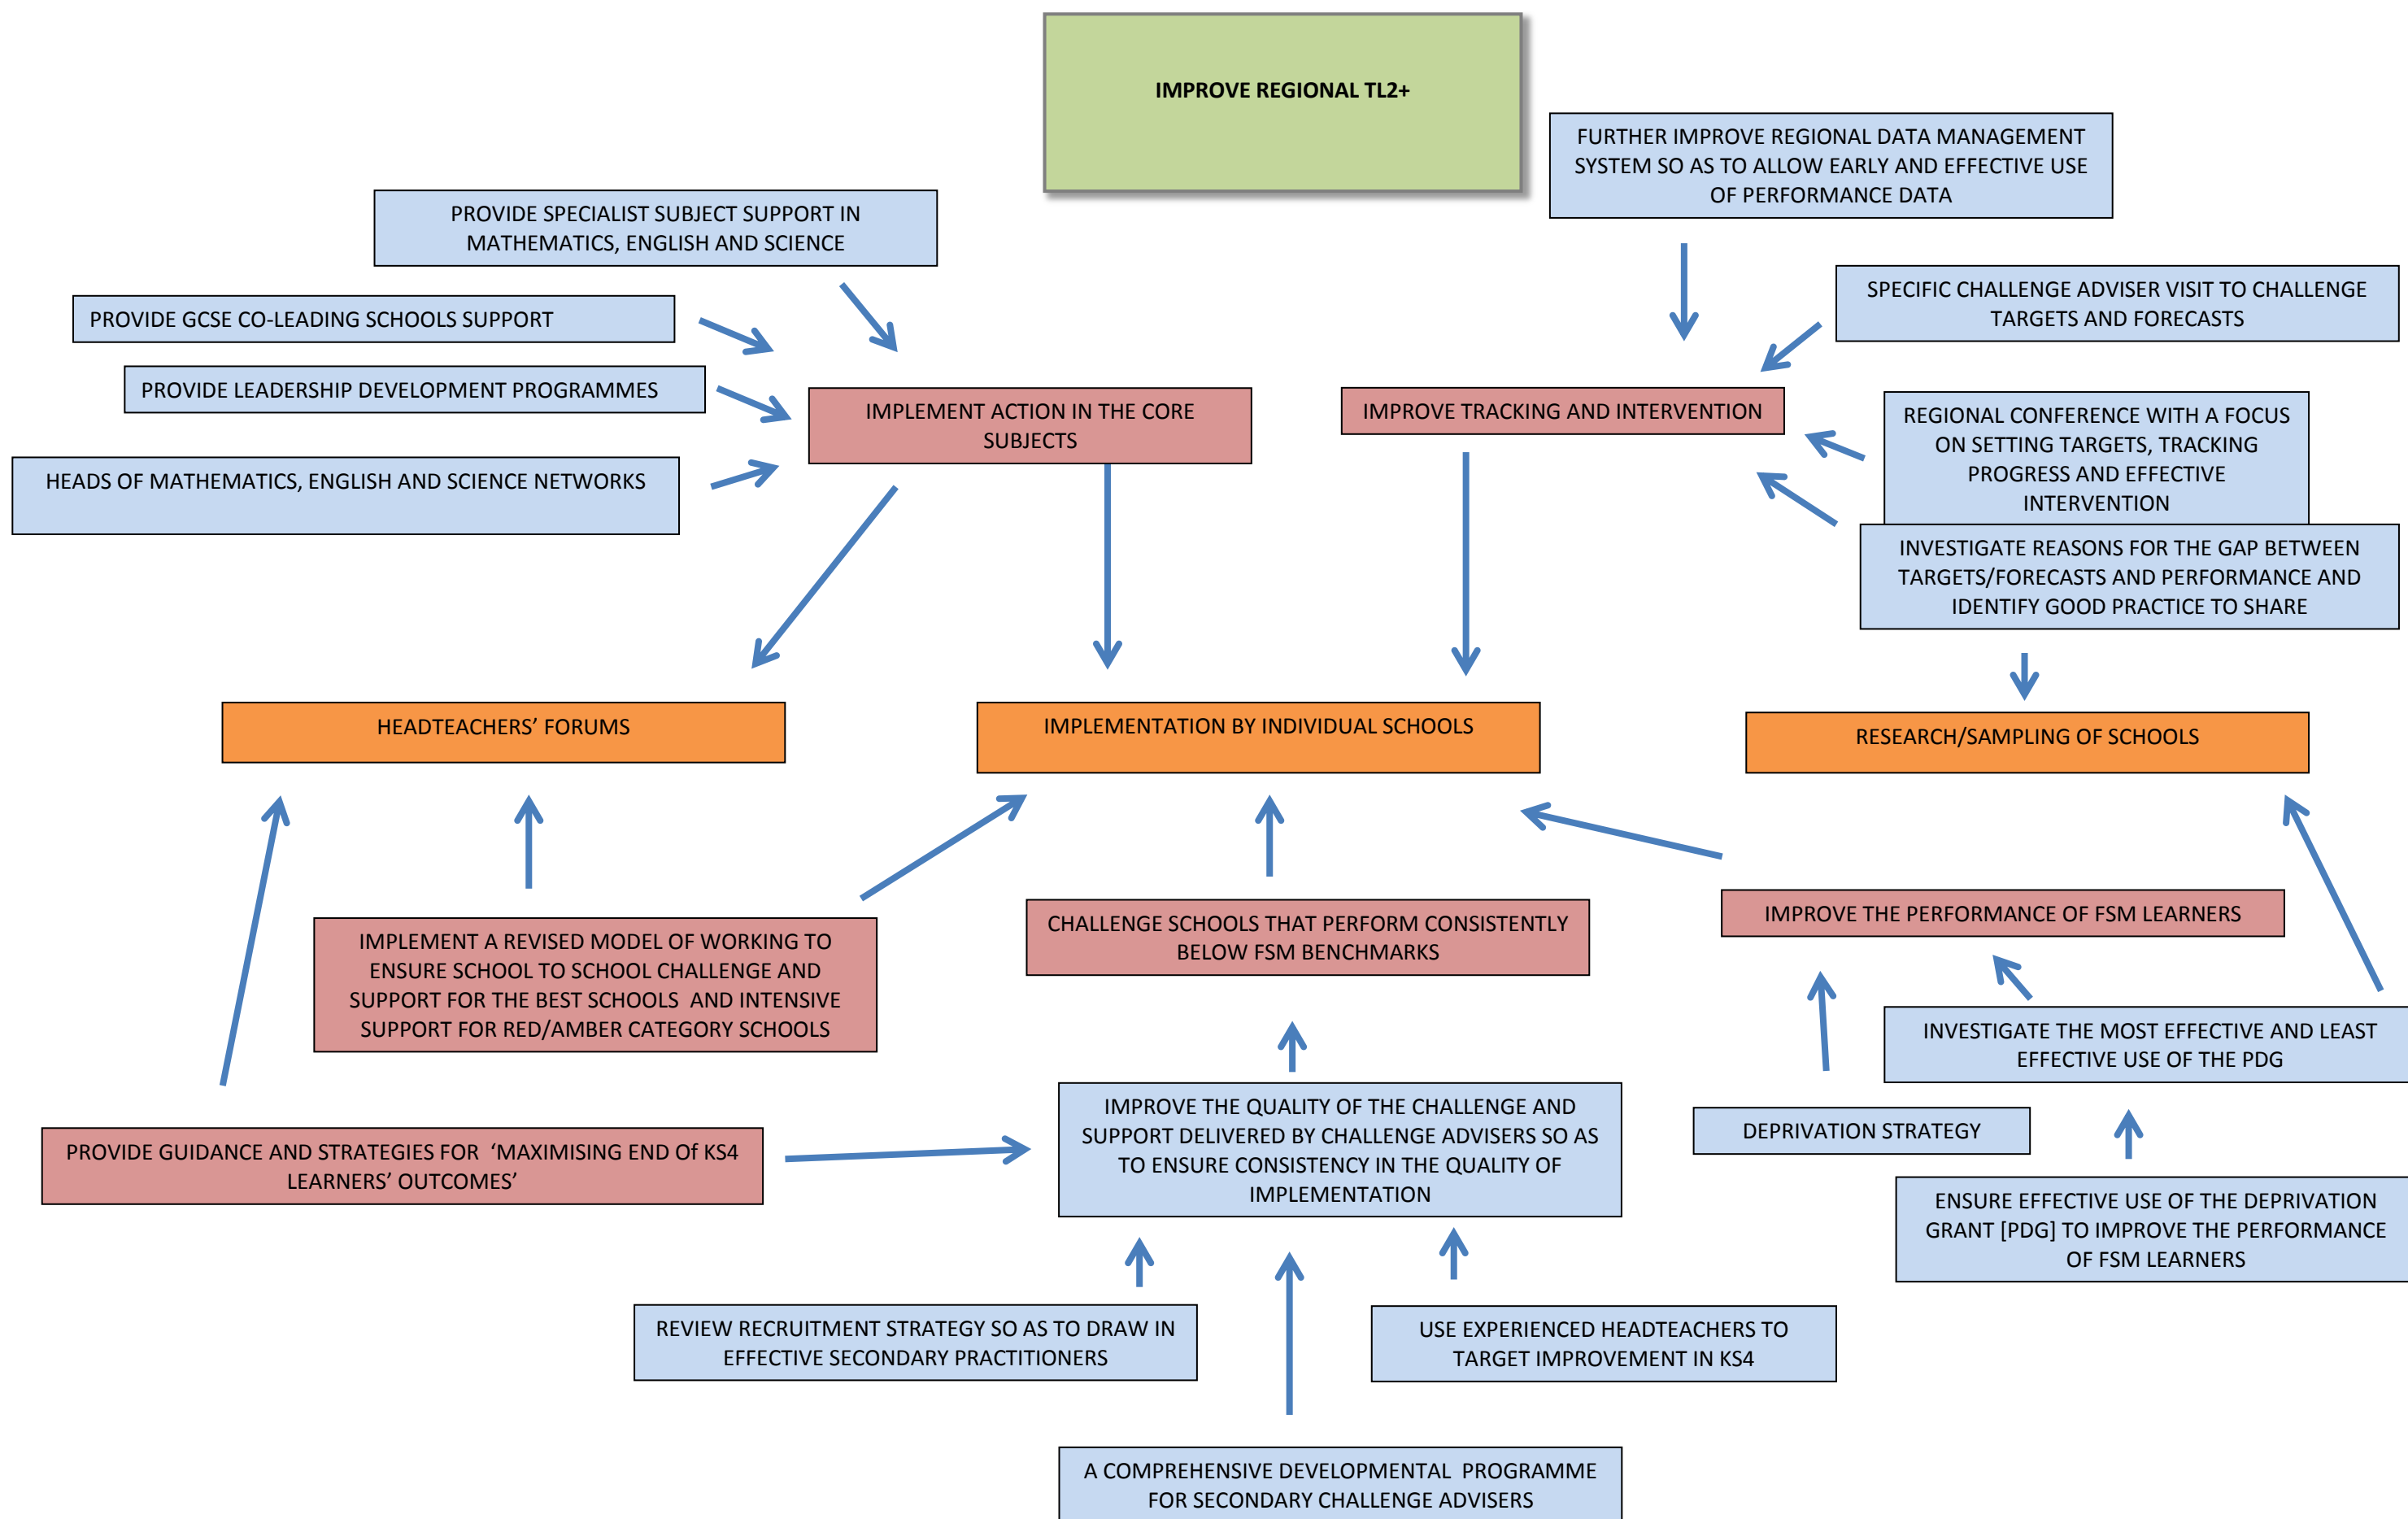 IMPROVE REGIONAL TL2+
FURTHER IMPROVE REGIONAL DATA MANAGEMENT
SYSTEM SO AS TO ALLOW EARLY AND EFFECTIVE USE
OF PERFORMANCE DATA
PROVIDE SPECIALIST SUBJECT SUPPORT IN
MATHEMATICS, ENGLISH AND SCIENCE
SPECIFIC CHALLENGE ADVISER VISIT TO CHALLENGE
TARGETS AND FORECASTS
PROVIDE GCSE CO-LEADING SCHOOLS SUPPORT
PROVIDE LEADERSHIP DEVELOPMENT PROGRAMMES
IMPLEMENT ACTION IN THE CORE
SUBJECTS
IMPROVE TRACKING AND INTERVENTION
REGIONAL CONFERENCE WITH A FOCUS
ON SETTING TARGETS, TRACKING
PROGRESS AND EFFECTIVE
INTERVENTION
HEADS OF MATHEMATICS, ENGLISH AND SCIENCE NETWORKS
INVESTIGATE REASONS FOR THE GAP BETWEEN
TARGETS/FORECASTS AND PERFORMANCE AND
IDENTIFY GOOD PRACTICE TO SHARE
HEADTEACHERS’ FORUMS
IMPLEMENTATION BY INDIVIDUAL SCHOOLS
RESEARCH/SAMPLING OF SCHOOLS
IMPLEMENT A REVISED MODEL OF WORKING TO
ENSURE SCHOOL TO SCHOOL CHALLENGE AND
SUPPORT FOR THE BEST SCHOOLS AND INTENSIVE
SUPPORT FOR RED/AMBER CATEGORY SCHOOLS
CHALLENGE SCHOOLS THAT PERFORM CONSISTENTLY
BELOW FSM BENCHMARKS
IMPROVE THE PERFORMANCE OF FSM LEARNERS
INVESTIGATE THE MOST EFFECTIVE AND LEAST
EFFECTIVE USE OF THE PDG
PROVIDE GUIDANCE AND STRATEGIES FOR ‘MAXIMISING END Of KS4
LEARNERS’ OUTCOMES’
IMPROVE THE QUALITY OF THE CHALLENGE AND
SUPPORT DELIVERED BY CHALLENGE ADVISERS SO AS
TO ENSURE CONSISTENCY IN THE QUALITY OF
IMPLEMENTATION
DEPRIVATION STRATEGY
ENSURE EFFECTIVE USE OF THE DEPRIVATION
GRANT [PDG] TO IMPROVE THE PERFORMANCE
OF FSM LEARNERS
REVIEW RECRUITMENT STRATEGY SO AS TO DRAW IN
EFFECTIVE SECONDARY PRACTITIONERS
USE EXPERIENCED HEADTEACHERS TO
TARGET IMPROVEMENT IN KS4
A COMPREHENSIVE DEVELOPMENTAL PROGRAMME
FOR SECONDARY CHALLENGE ADVISERS